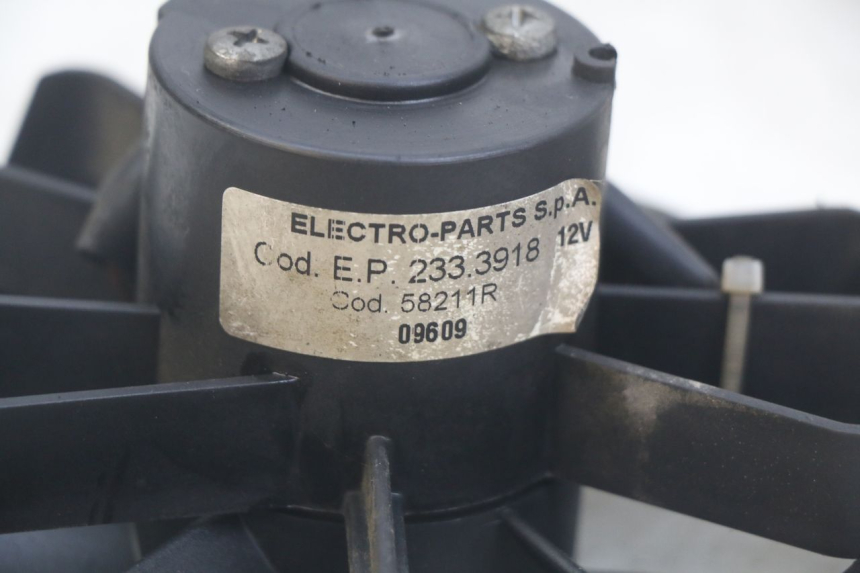 ELECTRO-PARTS S.p.A.
Cod. E.P. 233.3918 12V
Cod. 58211R
09609